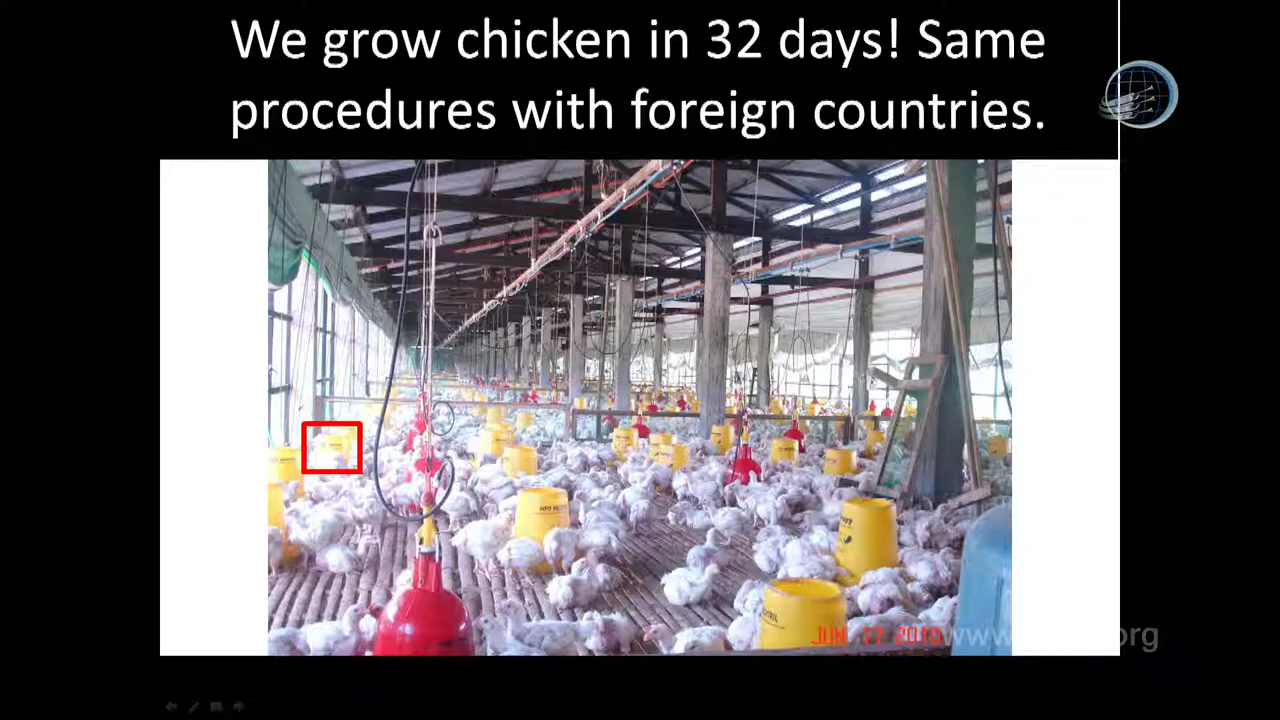 We grow chicken in 32 days! Same
procedures with foreign countries.
JUN 17 2010